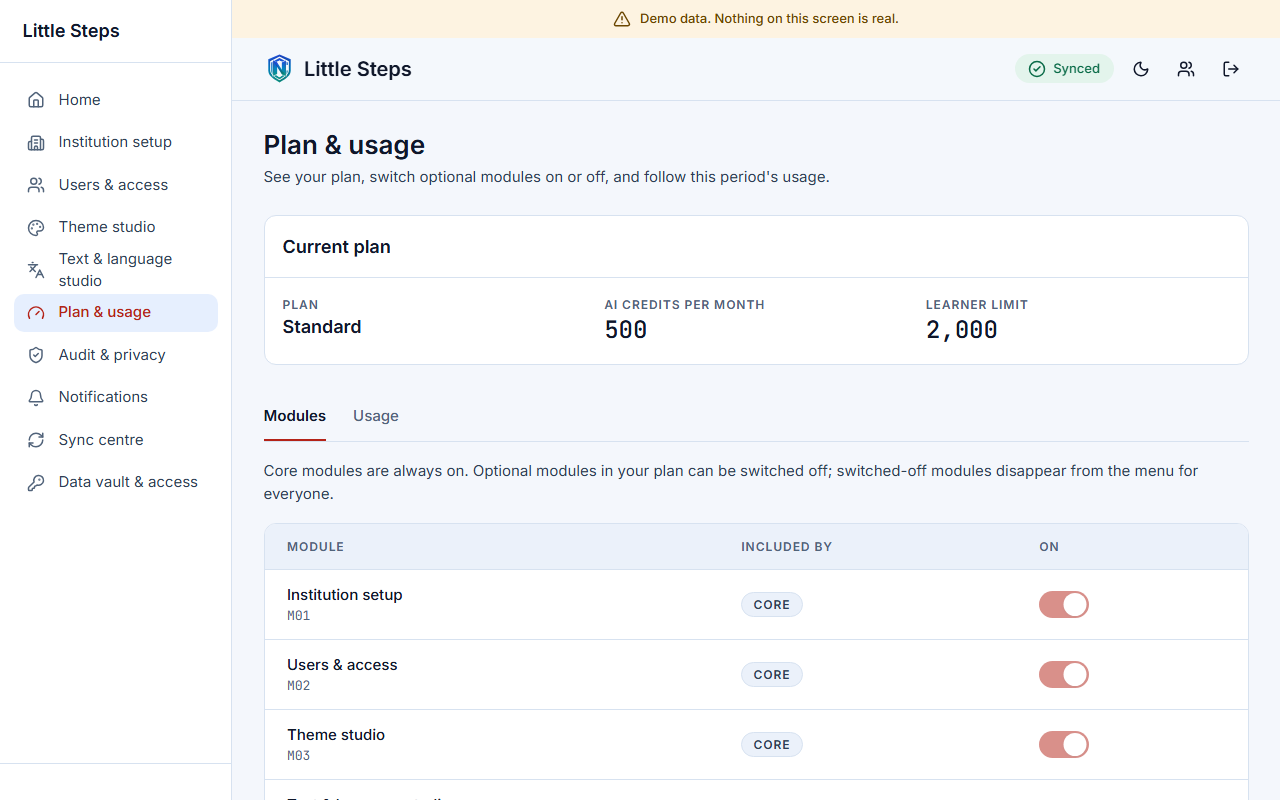 Little Steps
Home
Institution setup
Users & access
Theme studio
Text & language
studio
Plan & usage
Audit & privacy
Notifications
Sync centre
Data vault & access
Demo data. Nothing on this screen is real.
Little Steps
Synced
Plan & usage
See your plan, switch optional modules on or off, and follow this period's usage.
Current plan
PLAN
Standard
AI CREDITS PER MONTH
500
LEARNER LIMIT
2,000
Modules
Usage
Core modules are always on. Optional modules in your plan can be switched off; switched-off modules disappear from the menu for
everyone.
MODULE
INCLUDED BY
ON
Institution setup
M01
CORE
Users & access
M02
CORE
Theme studio
M03
CORE